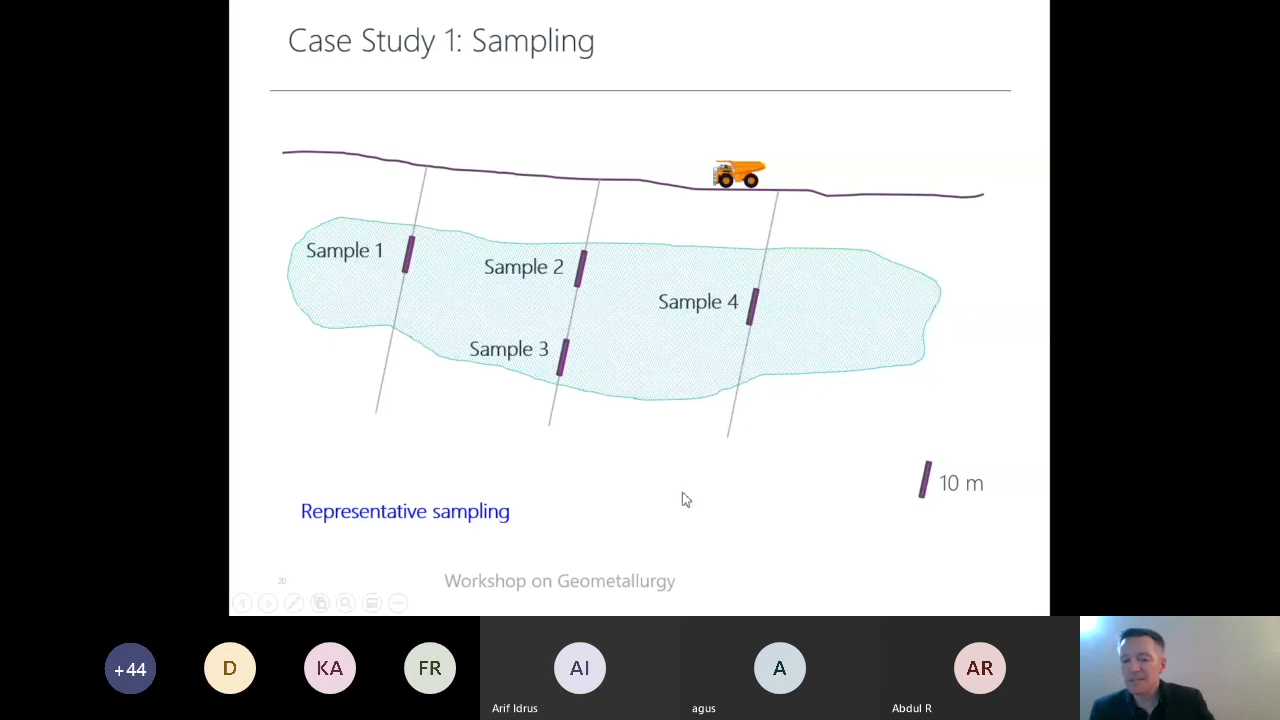 Case Study 1: Sampling
Sample 1
Sample 2
Sample 4
Sample 3
10 m
Representative sampling
20
Workshop on Geometallurgy
+44
D
KA
FR
AI
A
AR
Arif Idrus
agus
Abdul R